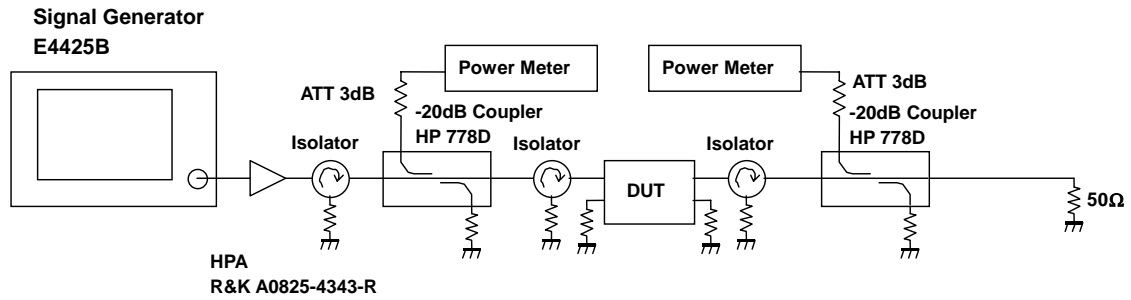 Signal Generator
E4425B
Power Meter
Power Meter
ATT 3dB
ATT 3dB
-20dB Coupler
HP 778D
-20dB Coupler
HP 778D
Isolator
Isolator
Isolator
DUT
50Ω
HPA
R&K A0825-4343-R